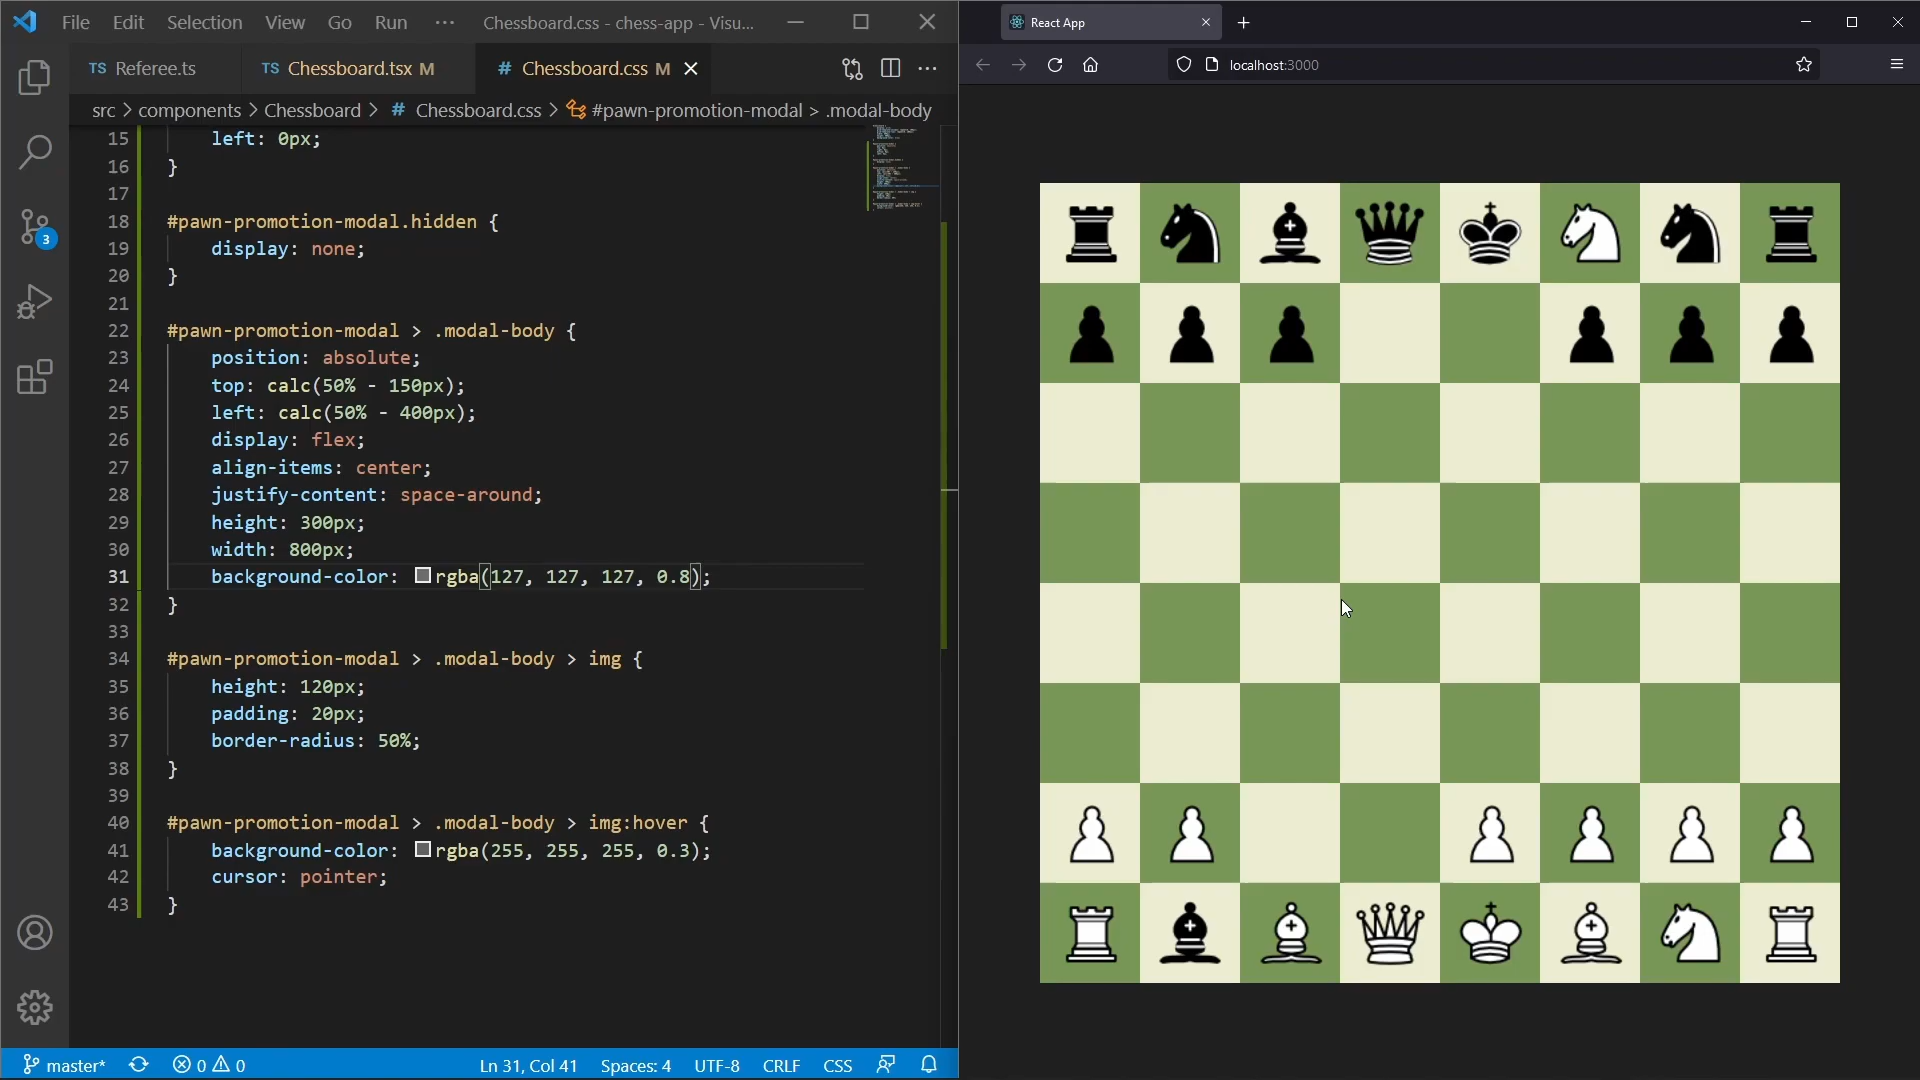 File Edit Selection View Go Run ··· Chessboard.css - chess-app - Visu...
TS Referee.ts TS Chessboard.tsx M # Chessboard.css M
src > components > Chessboard > # Chessboard.css > #pawn-promotion-modal > .modal-body
15 left: 0px;
16 }
17
18 #pawn-promotion-modal.hidden {
19 display: none;
20 }
21
22 #pawn-promotion-modal > .modal-body {
23 position: absolute;
24 top: calc(50% - 150px);
25 left: calc(50% - 400px);
26 display: flex;
27 align-items: center;
28 justify-content: space-around;
29 height: 300px;
30 width: 800px;
31 background-color: rgba(127, 127, 127, 0.8);
32 }
33
34 #pawn-promotion-modal > .modal-body > img {
35 height: 120px;
36 padding: 20px;
37 border-radius: 50%;
38 }
39
40 #pawn-promotion-modal > .modal-body > img:hover {
41 background-color: rgba(255, 255, 255, 0.3);
42 cursor: pointer;
43 }
3
master* 0 0 Ln 31, Col 41 Spaces: 4 UTF-8 CRLF CSS
React App
localhost:3000